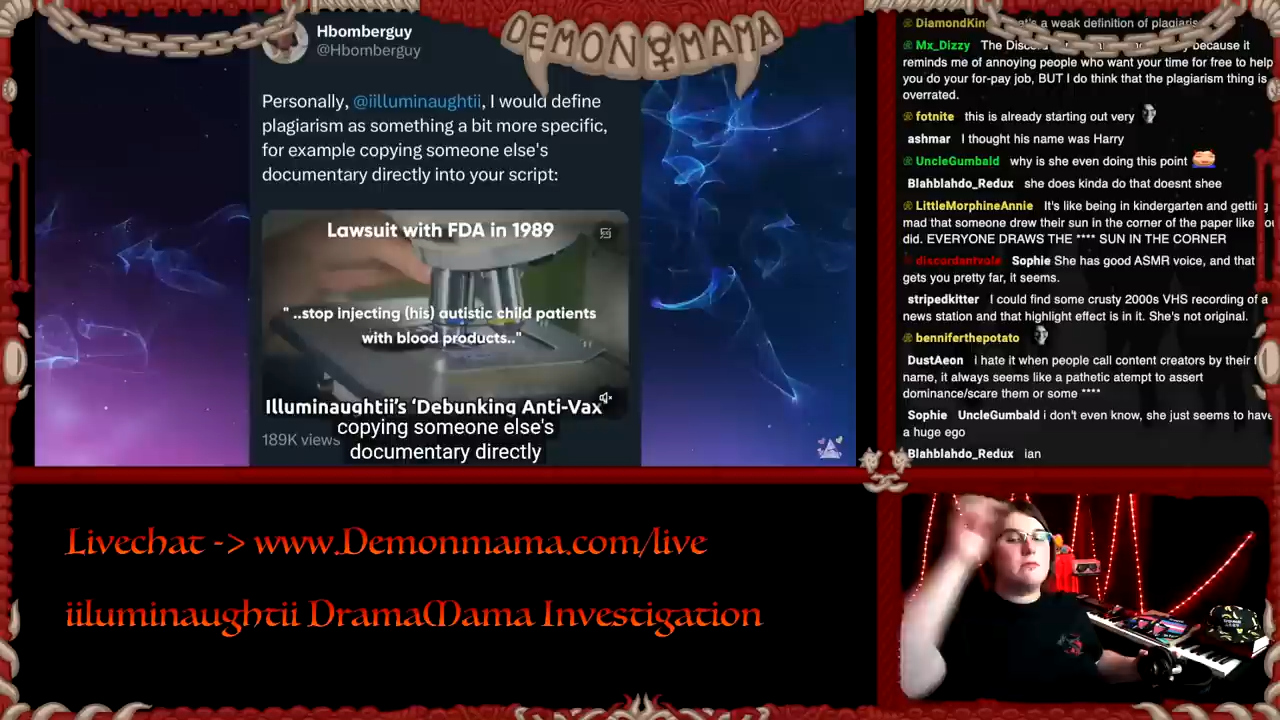 DEMON MAMA
Hbomberguy
@Hbomberguy
Personally, @iilluminaughtii, I would define
plagiarism as something a bit more specific,
for example copying someone else's
documentary directly into your script:
Lawsuit with FDA in 1989
" ..stop injecting (his) autistic child patients
with blood products.."
Illuminaughtii's 'Debunking Anti-Vax'
189K views
copying someone else's
documentary directly
DiamondKing a weak definition of plagiaris
Mx_Dizzy The because it
reminds me of annoying people who want your time for free to help
you do your for-pay job, BUT I do think that the plagiarism thing is
overrated.
fotnite this is already starting out very
ashmar I thought his name was Harry
UncleGumbald why is she even doing this point
Blahblahdo_Redux she does kinda do that doesnt shee
LittleMorphineAnnie It's like being in kindergarten and getting
mad that someone drew their sun in the corner of the paper like you
did. EVERYONE DRAWS THE **** SUN IN THE CORNER
discordantvole Sophie She has good ASMR voice, and that
gets you pretty far, it seems.
stripedkitter I could find some crusty 2000s VHS recording of a
news station and that highlight effect is in it. She's not original.
benniferthepotato
DustAeon i hate it when people call content creators by their
name, it always seems like a pathetic atempt to assert
dominance/scare them or some ****
Sophie UncleGumbald i don't even know, she just seems to have
a huge ego
Blahblahdo_Redux ian
Livechat -> www.Demonmama.com/live
iiluminaughtii DramaMama Investigation